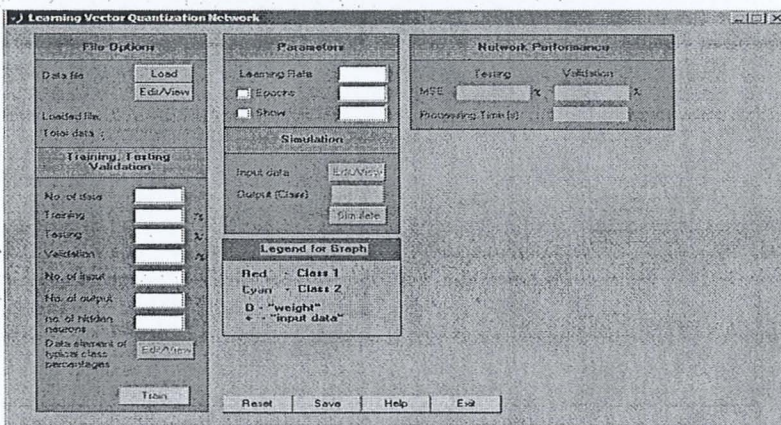 Learning Vector Quantization Network
File Options
Data file
Load
Edit/View
Loaded file:
Total data :
Training, Testing
Validation
No. of data
Training %
Testing %
Validation %
No. of input
No. of output
no. of hidden
neurons
Data element of
typical class
percentages
Edit/View
Train
Parameters
Learning Rate
Epochs
Show
Simulation
Input data
Edit/View
Output (Class)
Simulate
Legend for Graph
Red - Class 1
Cyan - Class 2
O - "weight"
+ - "input data"
Network Performance
Testing Validation
MSE % %
Processing Time (s)
Reset Save Help Exit